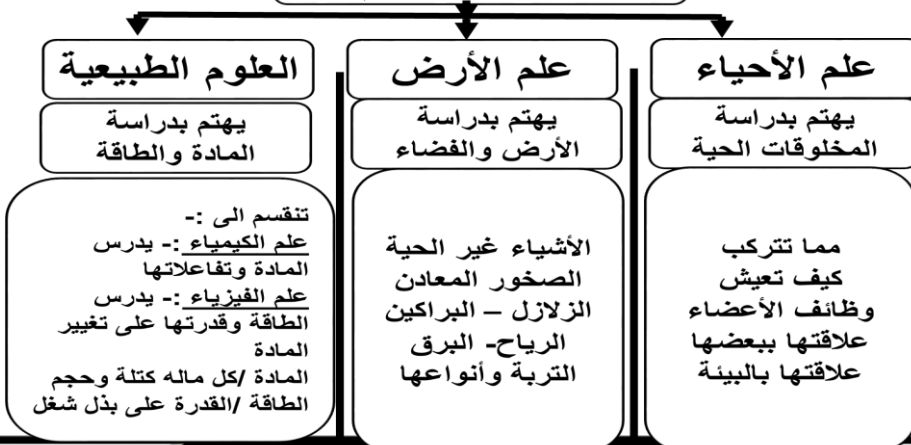 علم الأحياء
يهتم بدراسة
المخلوقات الحية
مما تتركب
كيف تعيش
وظائف الأعضاء
علاقتها ببعضها
علاقتها بالبيئة
علم الأرض
يهتم بدراسة
الأرض والفضاء
الأشياء غير الحية
الصخور المعادن
الزلازل – البراكين
الرياح- البرق
التربة وأنواعها
العلوم الطبيعية
يهتم بدراسة
المادة والطاقة
تنقسم الى :-
علم الكيمياء :- يدرس
المادة وتفاعلاتها
علم الفيزياء :- يدرس
الطاقة وقدرتها على تغيير
المادة
المادة /كل ماله كتلة وحجم
الطاقة /القدرة على بذل شغل